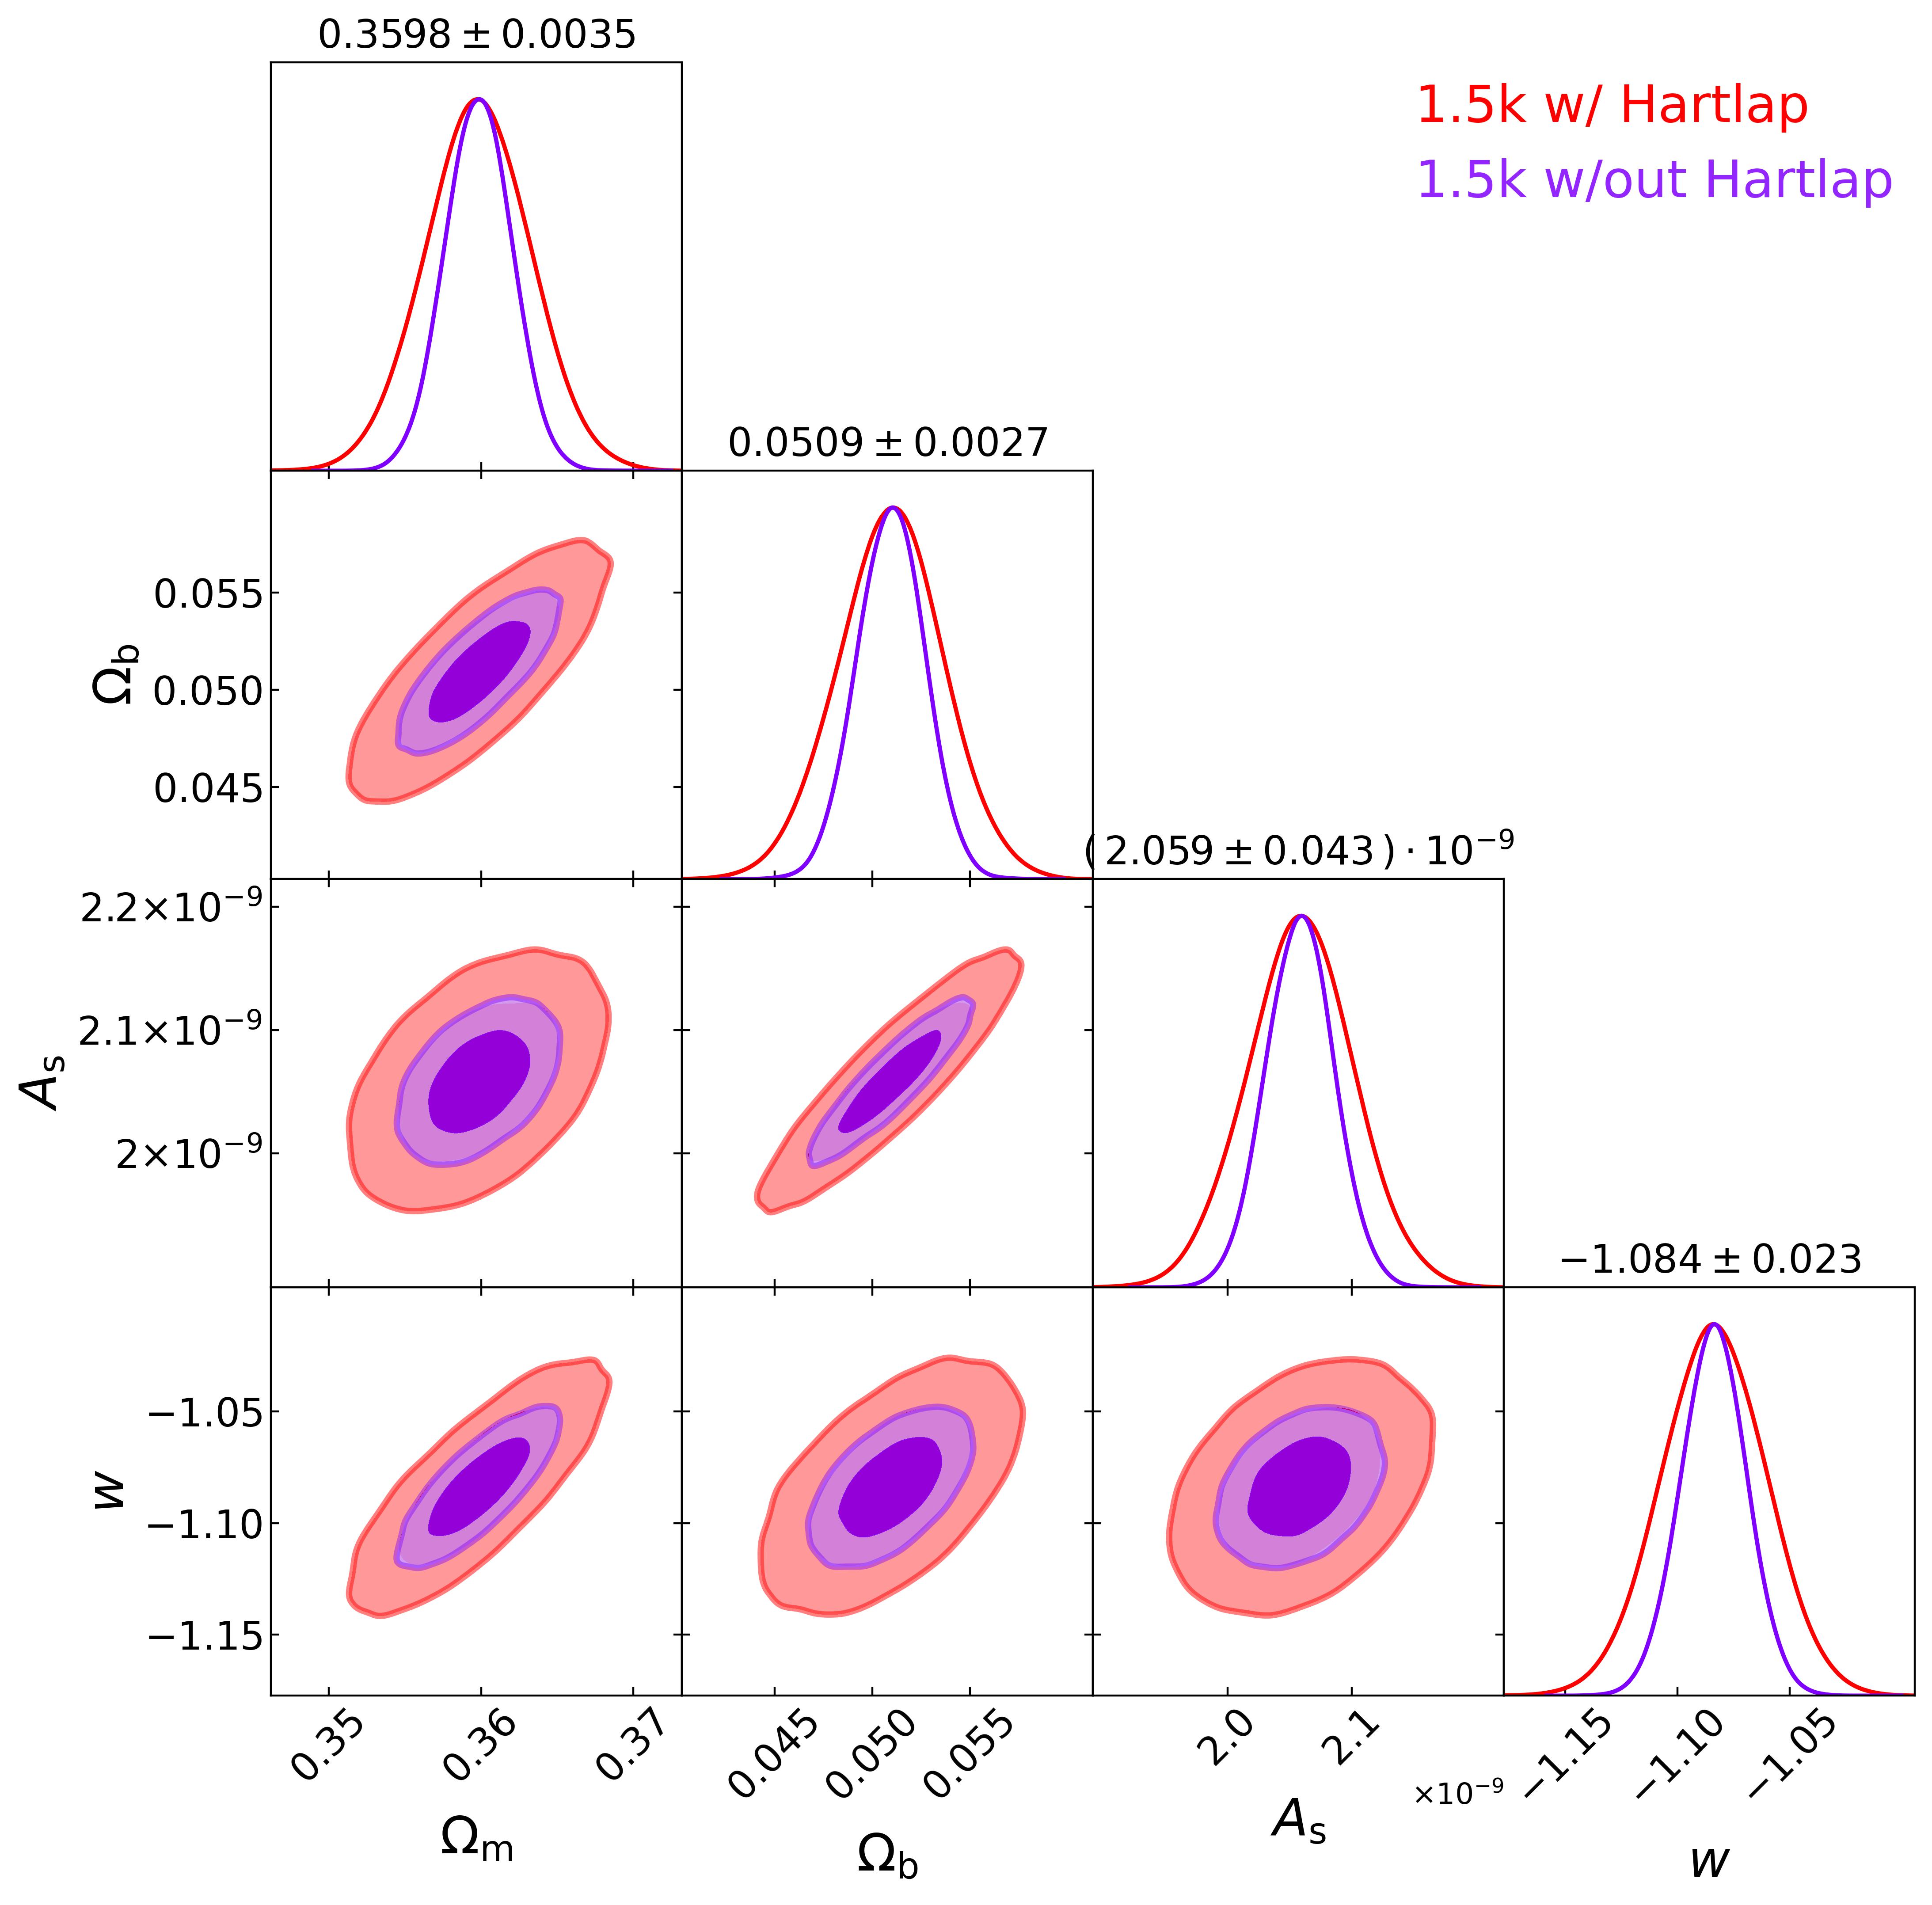 0.3598 ± 0.0035
1.5k w/ Hartlap
1.5k w/out Hartlap
0.0509 ± 0.0027
0.055
0.050
0.045
Ω_b
(2.059 ± 0.043) · 10⁻⁹
2.2×10⁻⁹
2.1×10⁻⁹
2×10⁻⁹
A_s
−1.084 ± 0.023
−1.05
−1.10
−1.15
w
0.35 0.36 0.37 0.045 0.050 0.055 2.0 2.1 −1.15 −1.10 −1.05
×10⁻⁹
Ω_m Ω_b A_s w